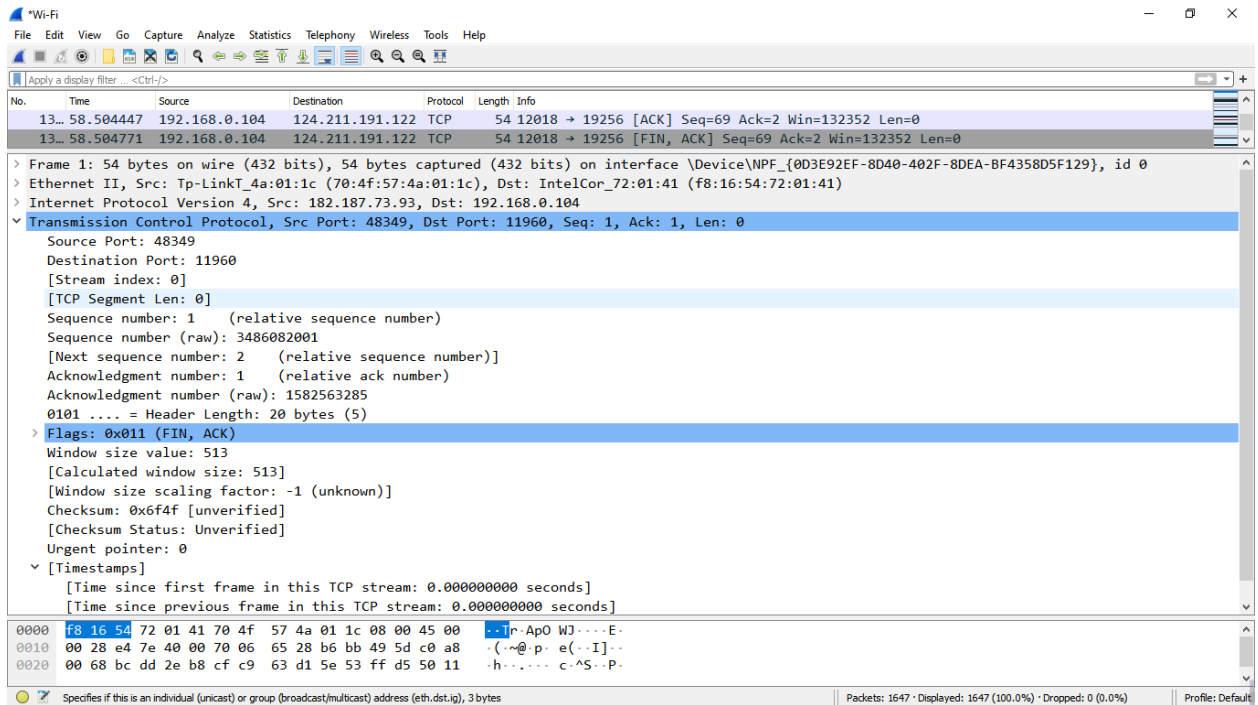 *Wi-Fi
File Edit View Go Capture Analyze Statistics Telephony Wireless Tools Help
Apply a display filter ... <Ctrl-/>
No. Time Source Destination Protocol Length Info
13… 58.504447 192.168.0.104 124.211.191.122 TCP 54 12018 → 19256 [ACK] Seq=69 Ack=2 Win=132352 Len=0
13… 58.504771 192.168.0.104 124.211.191.122 TCP 54 12018 → 19256 [FIN, ACK] Seq=69 Ack=2 Win=132352 Len=0
Frame 1: 54 bytes on wire (432 bits), 54 bytes captured (432 bits) on interface \Device\NPF_{0D3E92EF-8D40-402F-8DEA-BF4358D5F129}, id 0
Ethernet II, Src: Tp-LinkT_4a:01:1c (70:4f:57:4a:01:1c), Dst: IntelCor_72:01:41 (f8:16:54:72:01:41)
Internet Protocol Version 4, Src: 182.187.73.93, Dst: 192.168.0.104
Transmission Control Protocol, Src Port: 48349, Dst Port: 11960, Seq: 1, Ack: 1, Len: 0
Source Port: 48349
Destination Port: 11960
[Stream index: 0]
[TCP Segment Len: 0]
Sequence number: 1 (relative sequence number)
Sequence number (raw): 3486082001
[Next sequence number: 2 (relative sequence number)]
Acknowledgment number: 1 (relative ack number)
Acknowledgment number (raw): 1582563285
0101 .... = Header Length: 20 bytes (5)
Flags: 0x011 (FIN, ACK)
Window size value: 513
[Calculated window size: 513]
[Window size scaling factor: -1 (unknown)]
Checksum: 0x6f4f [unverified]
[Checksum Status: Unverified]
Urgent pointer: 0
[Timestamps]
[Time since first frame in this TCP stream: 0.000000000 seconds]
[Time since previous frame in this TCP stream: 0.000000000 seconds]
0000 f8 16 54 72 01 41 70 4f 57 4a 01 1c 08 00 45 00 ··Tr·ApO WJ····E·
0010 00 28 e4 7e 40 00 70 06 65 28 b6 bb 49 5d c0 a8 ·(·~@·p· e(··I]··
0020 00 68 bc dd 2e b8 cf c9 63 d1 5e 53 ff d5 50 11 ·h··.··· c·^S··P·
Specifies if this is an individual (unicast) or group (broadcast/multicast) address (eth.dst.ig), 3 bytes Packets: 1647 · Displayed: 1647 (100.0%) · Dropped: 0 (0.0%) Profile: Default